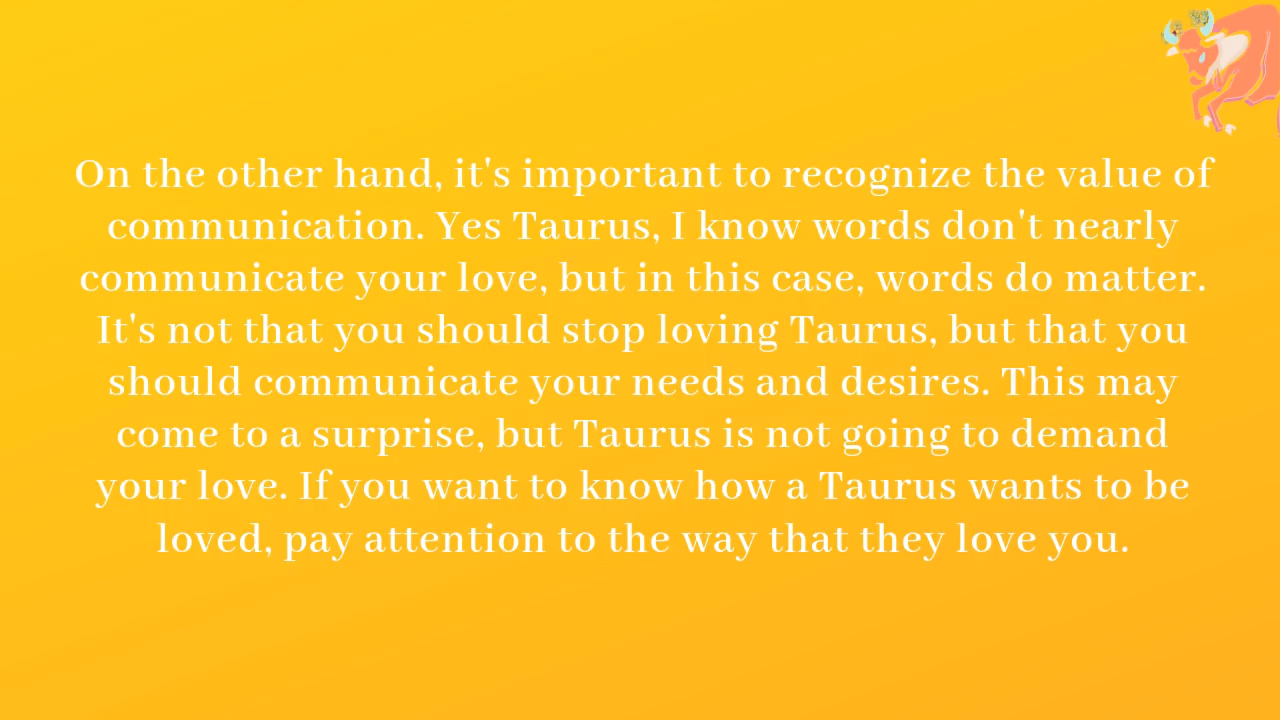 On the other hand, it's important to recognize the value of
communication. Yes Taurus, I know words don't nearly
communicate your love, but in this case, words do matter.
It's not that you should stop loving Taurus, but that you
should communicate your needs and desires. This may
come to a surprise, but Taurus is not going to demand
your love. If you want to know how a Taurus wants to be
loved, pay attention to the way that they love you.